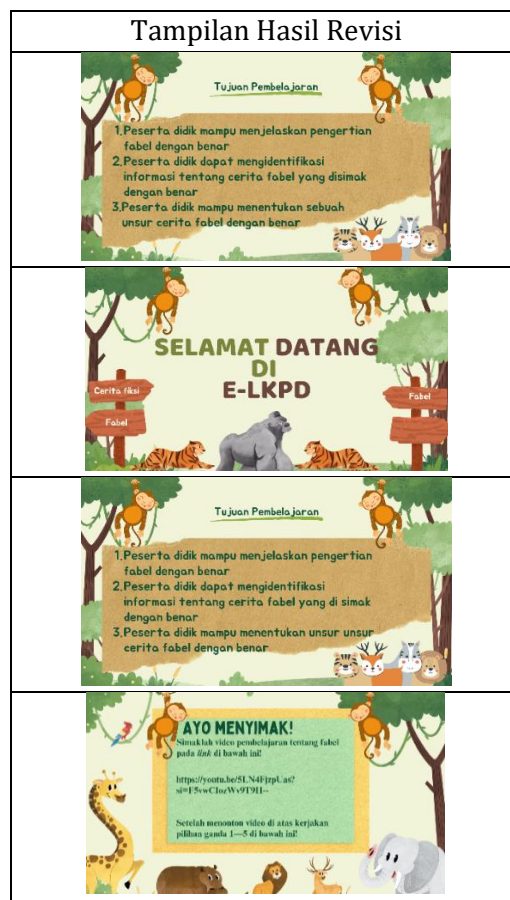 Tampilan Hasil Revisi
Tujuan Pembelajaran
1.Peserta didik mampu menjelaskan pengertian
fabel dengan benar
2.Peserta didik dapat mengidentifikasi
informasi tentang cerita fabel yang disimak
dengan benar
3.Peserta didik mampu menentukan sebuah
unsur cerita fabel dengan benar
SELAMAT DATANG
DI
E-LKPD
Cerita fiksi
Fabel
Fabel
Tujuan Pembelajaran
1.Peserta didik mampu menjelaskan pengertian
fabel dengan benar
2.Peserta didik dapat mengidentifikasi
informasi tentang cerita fabel yang di simak
dengan benar
3.Peserta didik mampu menentukan unsur unsur
cerita fabel dengan benar
AYO MENYIMAK!
Simaklah video pembelajaran tentang fabel
pada link di bawah ini!
Setelah menonton video di atas kerjakan
pilihan ganda 1—5 di bawah ini!